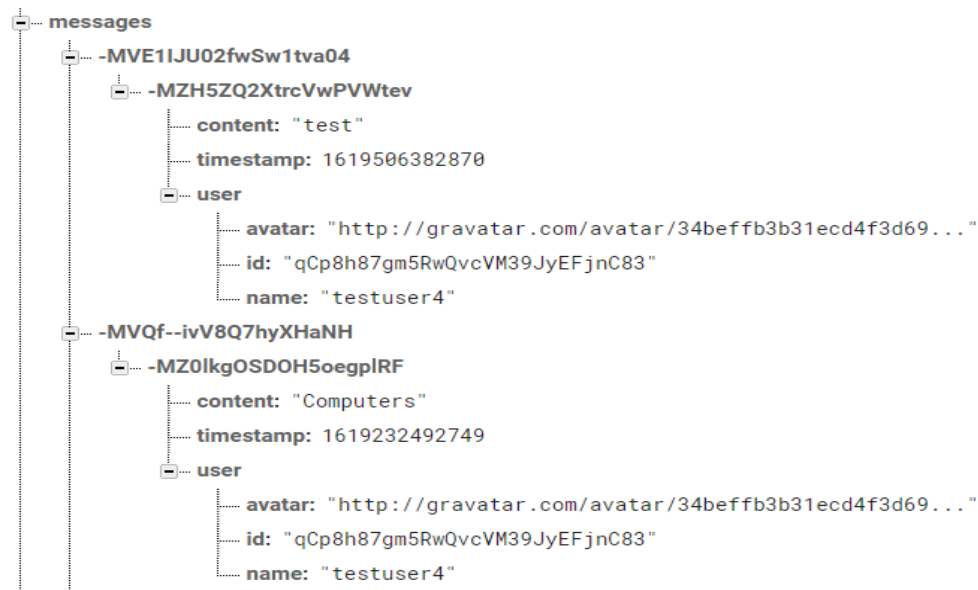 messages
-MVE1IJU02fwSw1tva04
-MZH5ZQ2XtrcVwPVWtev
content: "test"
timestamp: 1619506382870
user
avatar: "http://gravatar.com/avatar/34beffb3b31ecd4f3d69..."
id: "qCp8h87gm5RwQvcVM39JyEFjnC83"
name: "testuser4"
-MVQf--ivV8Q7hyXHaNH
-MZ0lkgOSDOH5oegplRF
content: "Computers"
timestamp: 1619232492749
user
avatar: "http://gravatar.com/avatar/34beffb3b31ecd4f3d69..."
id: "qCp8h87gm5RwQvcVM39JyEFjnC83"
name: "testuser4"